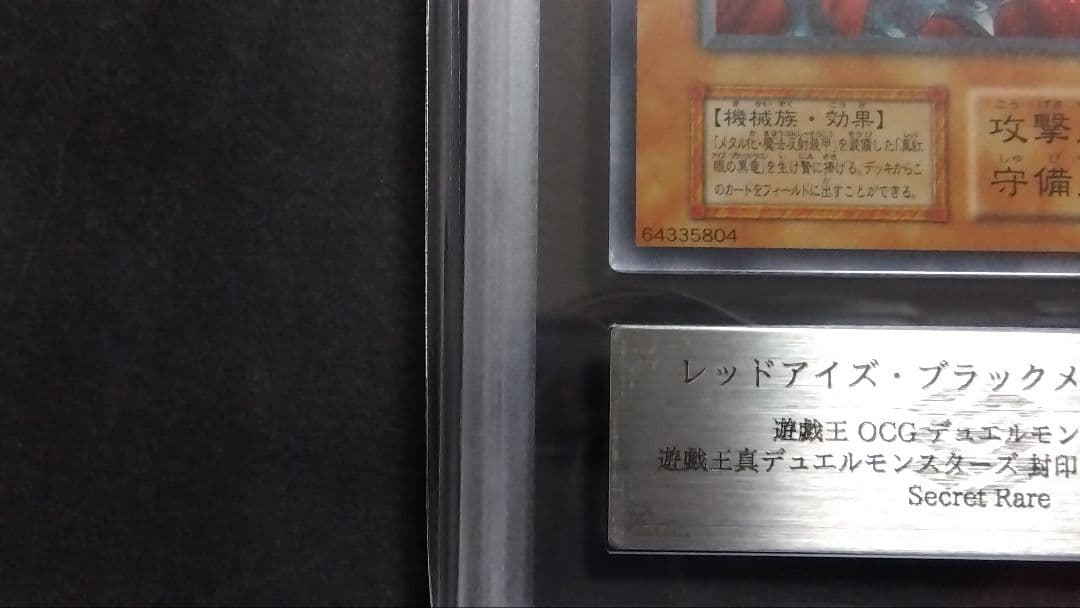 【機械族・効果】
「メタル化・魔法反射装甲」を装備した「真紅
眼の黒竜」を生け贄に捧げる。デッキから
このカートをフィールドに出すことができる。
攻撃
守備
64335804
レッドアイズ・ブラックメ
遊戯王 OCG デュエルモン
遊戯王真デュエルモンスターズ 封印
Secret Rare